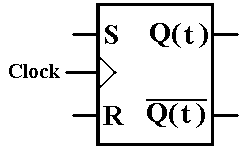 S Q(t)
Clock
R Q̅(̅t̅)̅